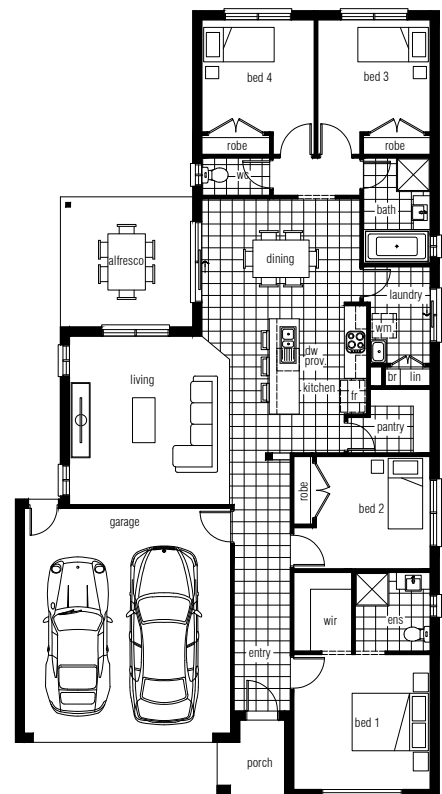 bed 4
bed 3
robe
robe
wc
bath
alfresco
dining
laundry
wm
dw
prov
living
kitchen
fr
br
lin
pantry
robe
bed 2
garage
wir
ens
entry
bed 1
porch